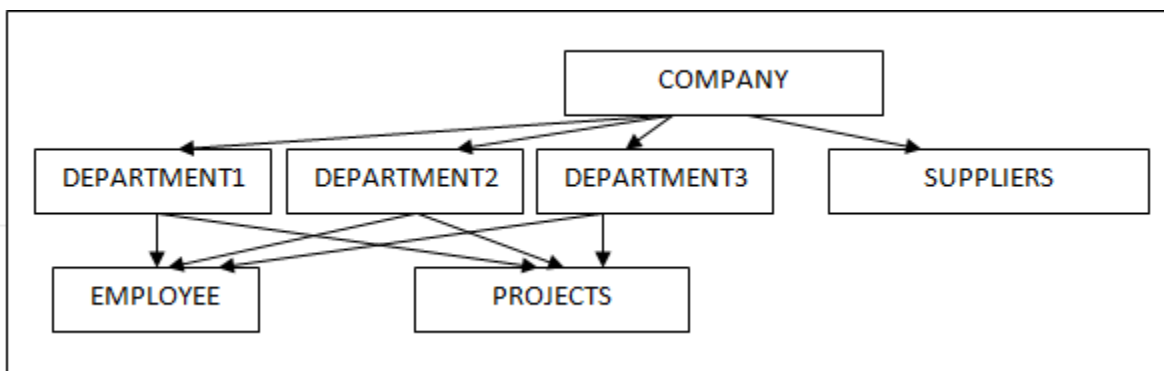 COMPANY
DEPARTMENT1
DEPARTMENT2
DEPARTMENT3
SUPPLIERS
EMPLOYEE
PROJECTS